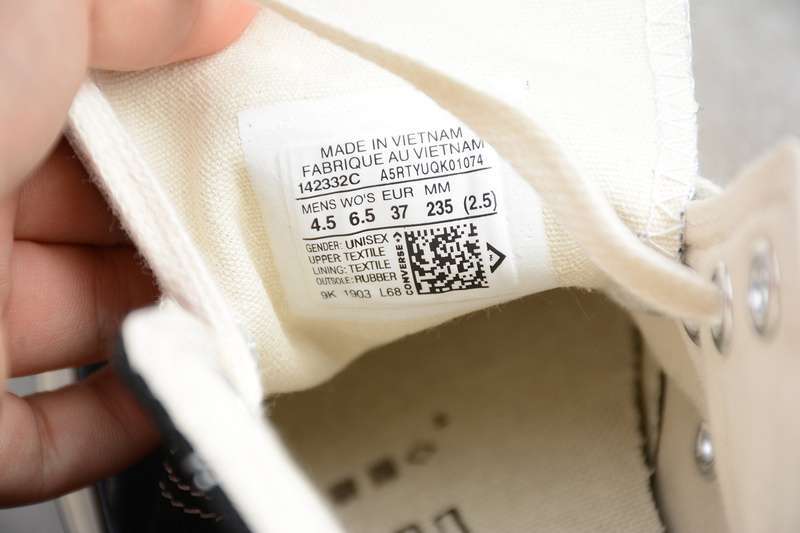 MADE IN VIETNAM
FABRIQUE AU VIETNAM
142332C A5RTYUQK01074
MENS WO'S EUR MM
4.5 6.5 37 235 (2.5)
GENDER: UNISEX
UPPER: TEXTILE
LINING: TEXTILE
OUTSOLE: RUBBER
9K 1903 L68
CONVERSE